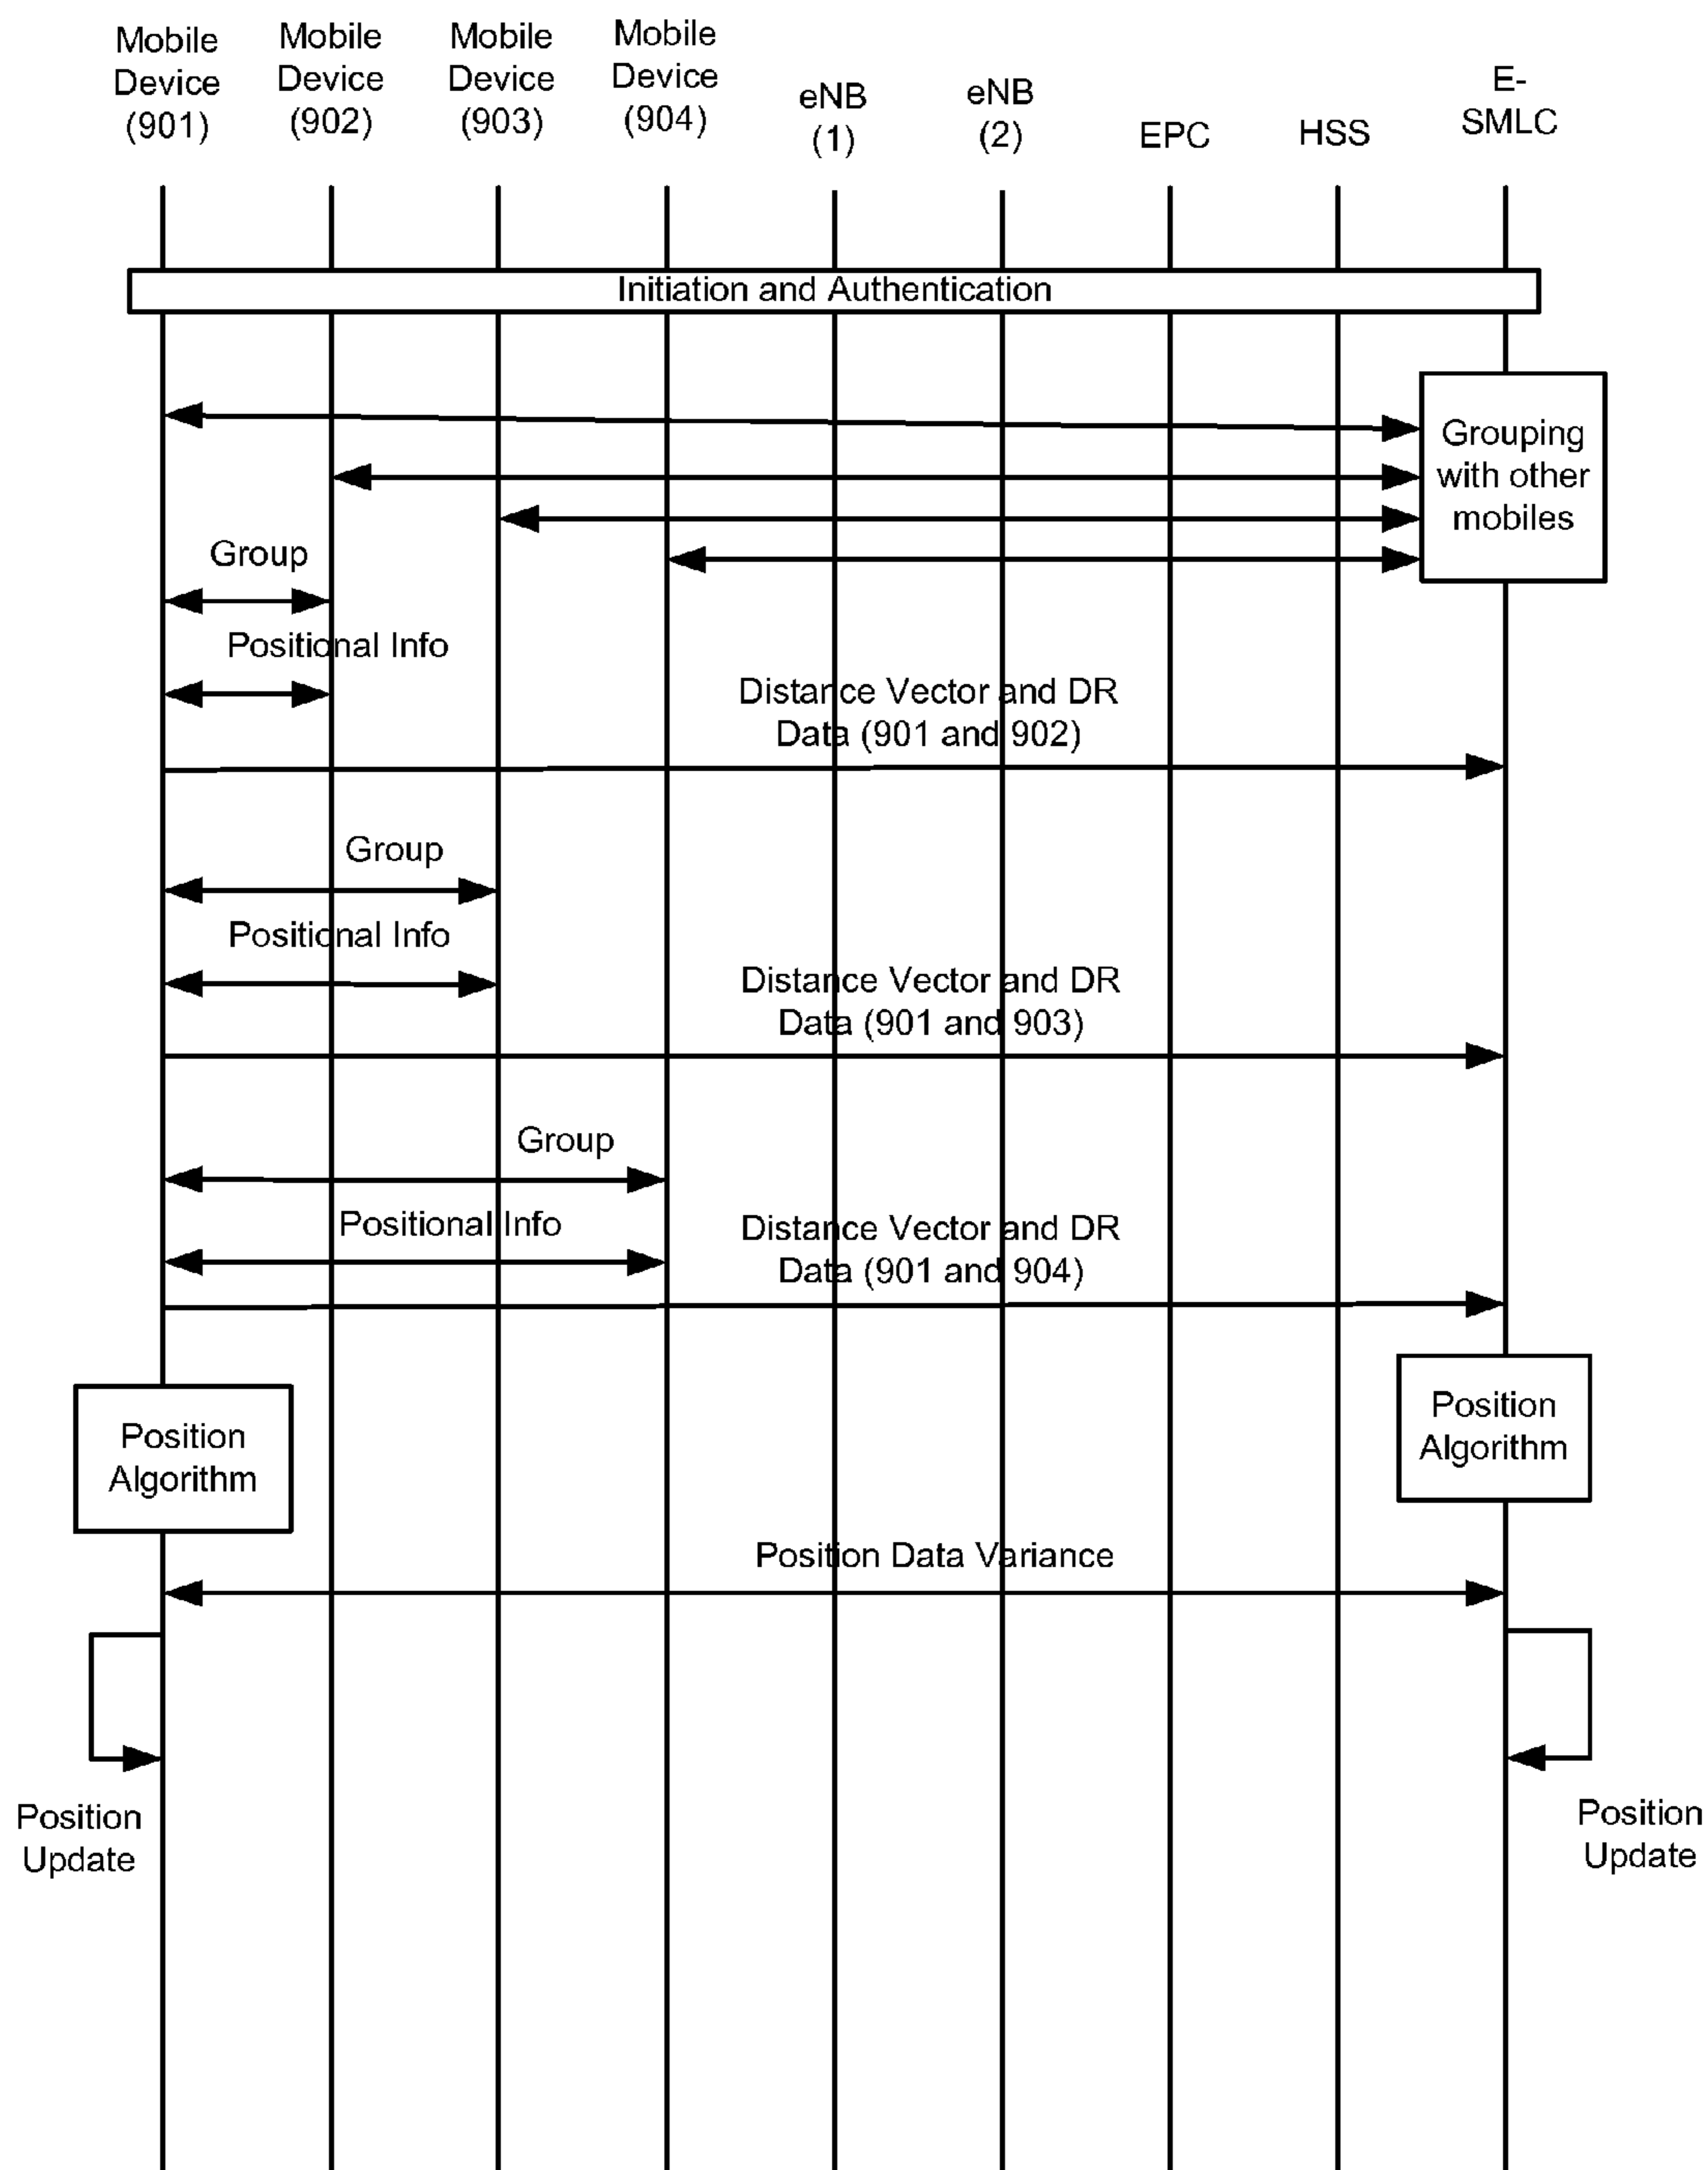 Mobile
Device
(901)
Mobile
Device
(902)
Mobile
Device
(903)
Mobile
Device
(904)
eNB
(1)
eNB
(2)
EPC
HSS
E-
SMLC
Initiation and Authentication
Grouping
with other
mobiles
Group
Positional Info
Distance Vector and DR
Data (901 and 902)
Group
Positional Info
Distance Vector and DR
Data (901 and 903)
Group
Positional Info
Distance Vector and DR
Data (901 and 904)
Position
Algorithm
Position
Algorithm
Position Data Variance
Position
Update
Position
Update